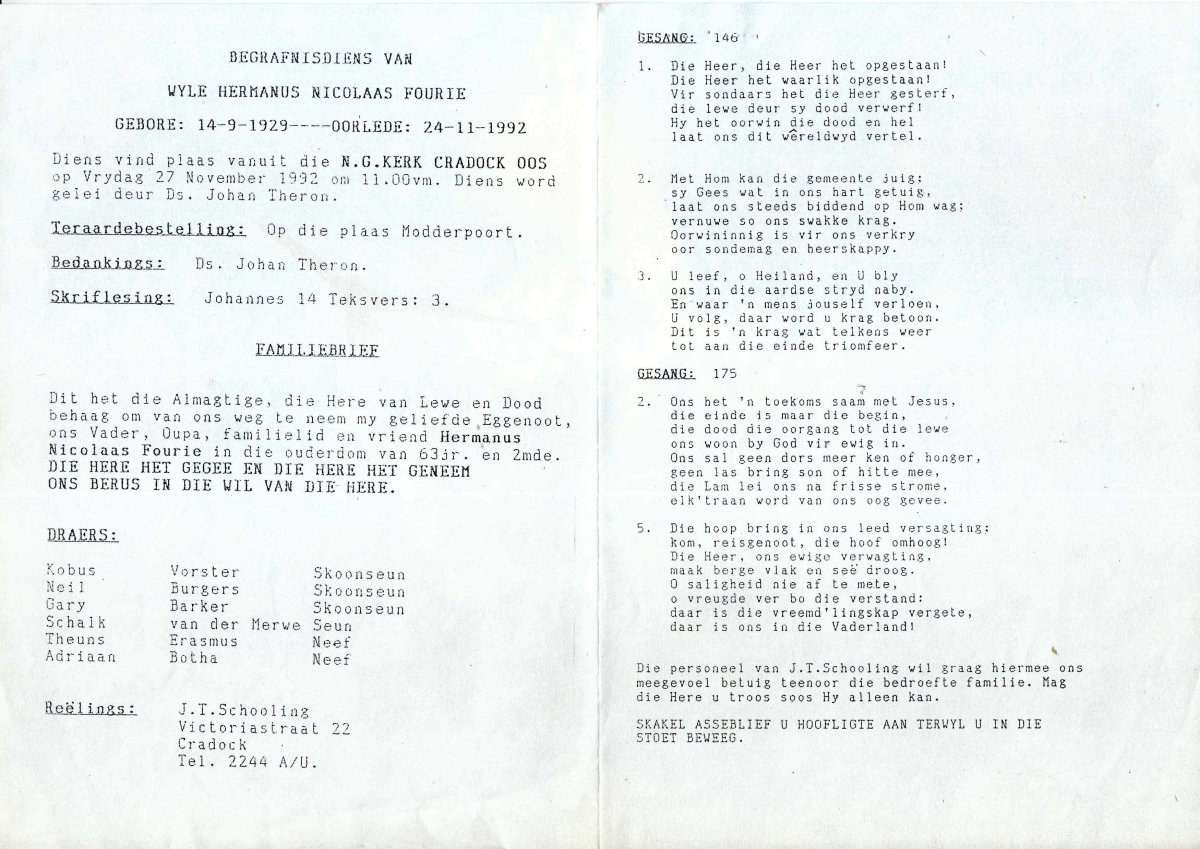 BEGRAFNISDIENS VAN
WYLE HERMANUS NICOLAAS FOURIE
GEBORE: 14-9-1929----OORLEDE: 24-11-1992
Diens vind plaas vanuit die N.G.KERK CRADOCK OOS
op Vrydag 27 November 1992 om 11.00vm. Diens word
gelei deur Ds. Johan Theron.
Teraardebestelling: Op die plaas Modderpoort.
Bedankings: Ds. Johan Theron.
Skriflesing: Johannes 14 Teksvers: 3.
FAMILIEBRIEF
Dit het die Almagtige, die Here van Lewe en Dood
behaag om van ons weg te neem my geliefde Eggenoot,
ons Vader, Oupa, familielid en vriend Hermanus
Nicolaas Fourie in die ouderdom van 63jr. en 2mde.
DIE HERE HET GEGEE EN DIE HERE HET GENEEM
ONS BERUS IN DIE WIL VAN DIE HERE.
DRAERS:
Kobus Vorster Skoonseun
Neil Burgers Skoonseun
Gary Barker Skoonseun
Schalk van der Merwe Seun
Theuns Erasmus Neef
Adriaan Botha Neef
Reëlings: J.T.Schooling
Victoriastraat 22
Cradock
Tel. 2244 A/U.
GESANG: 146
1. Die Heer, die Heer het opgestaan!
Die Heer het waarlik opgestaan!
Vir sondaars het die Heer gesterf,
die lewe deur sy dood verwerf!
Hy het oorwin die dood en hel
laat ons dit wêreldwyd vertel.
2. Met Hom kan die gemeente juig;
sy Gees wat in ons hart getuig,
laat ons steeds biddend op Hom wag;
vernuwe so ons swakke krag.
Oorwininnig is vir ons verkry
oor sondemag en heerskappy.
3. U leef, o Heiland, en U bly
ons in die aardse stryd naby.
En waar 'n mens jouself verloen,
U volg, daar word u krag betoon.
Dit is 'n krag wat telkens weer
tot aan die einde triomfeer.
GESANG: 175
2. Ons het 'n toekoms saam met Jesus,
die einde is maar die begin,
die dood die oorgang tot die lewe
ons woon by God vir ewig in.
Ons sal geen dors meer ken of honger,
geen las bring son of hitte mee,
die Lam lei ons na frisse strome,
elk'traan word van ons oog gevee.
5. Die hoop bring in ons leed versagting;
kom, reisgenoot, die hoof omhoog!
Die Heer, ons ewige verwagting,
maak berge vlak en seë droog.
O saligheid nie af te mete,
o vreugde ver bo die verstand:
daar is die vreemd'lingskap vergete,
daar is ons in die Vaderland!
Die personeel van J.T.Schooling wil graag hiermee ons
meegevoel betuig teenoor die bedroefte familie. Mag
die Here u troos soos Hy alleen kan.
SKAKEL ASSEBLIEF U HOOFLIGTE AAN TERWYL U IN DIE
STOET BEWEEG.